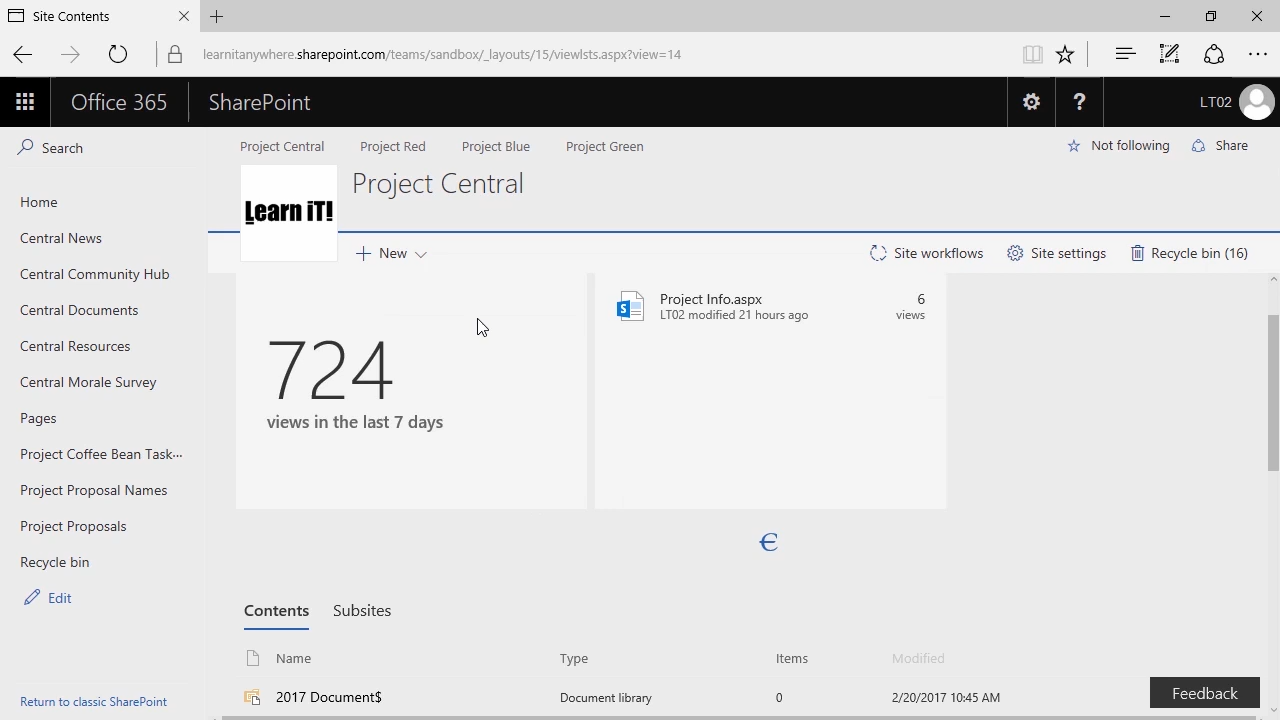 Site Contents
learnitanywhere.sharepoint.com/teams/sandbox/_layouts/15/viewlsts.aspx?view=14
Office 365
SharePoint
?
LT02
Search
Project Central
Project Red
Project Blue
Project Green
Not following
Share
Learn iT!
Project Central
Home
Central News
Central Community Hub
Central Documents
Central Resources
Central Morale Survey
Pages
Project Coffee Bean Task...
Project Proposal Names
Project Proposals
Recycle bin
Edit
Return to classic SharePoint
New
Site workflows
Site settings
Recycle bin (16)
724
views in the last 7 days
Project Info.aspx
LT02 modified 21 hours ago
6
views
Contents
Subsites
Name
Type
Items
Modified
2017 Document$
Document library
0
2/20/2017 10:45 AM
Feedback